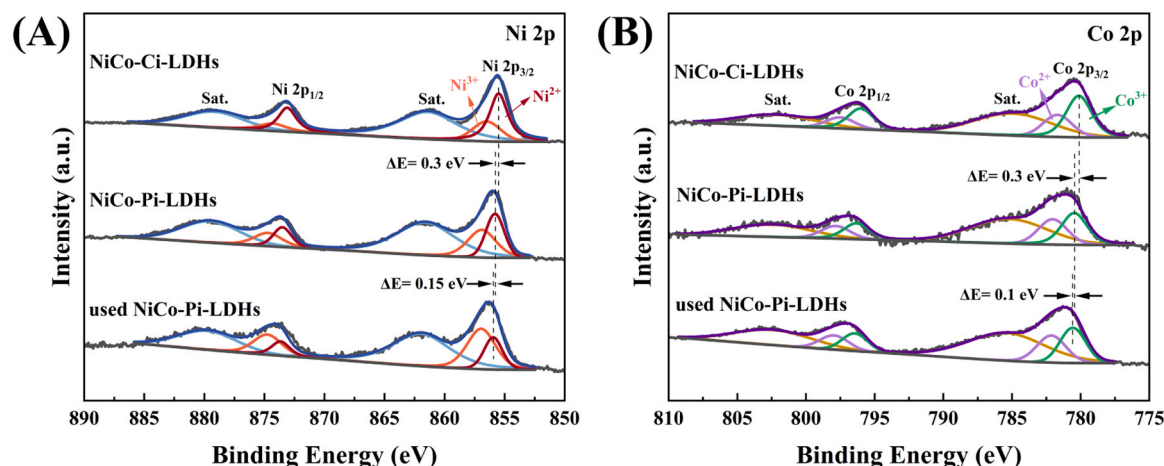 (A)
Ni 2p
NiCo-Ci-LDHs
Sat.
Ni 2p1/2
Sat.
Ni 2p3/2
Ni3+
Ni2+
ΔE= 0.3 eV
NiCo-Pi-LDHs
ΔE= 0.15 eV
used NiCo-Pi-LDHs
Intensity (a.u.)
890 885 880 875 870 865 860 855 850
Binding Energy (eV)
(B)
Co 2p
NiCo-Ci-LDHs
Sat.
Co 2p1/2
Sat.
Co2+
Co 2p3/2
Co3+
ΔE= 0.3 eV
NiCo-Pi-LDHs
ΔE= 0.1 eV
used NiCo-Pi-LDHs
Intensity (a.u.)
810 805 800 795 790 785 780 775
Binding Energy (eV)